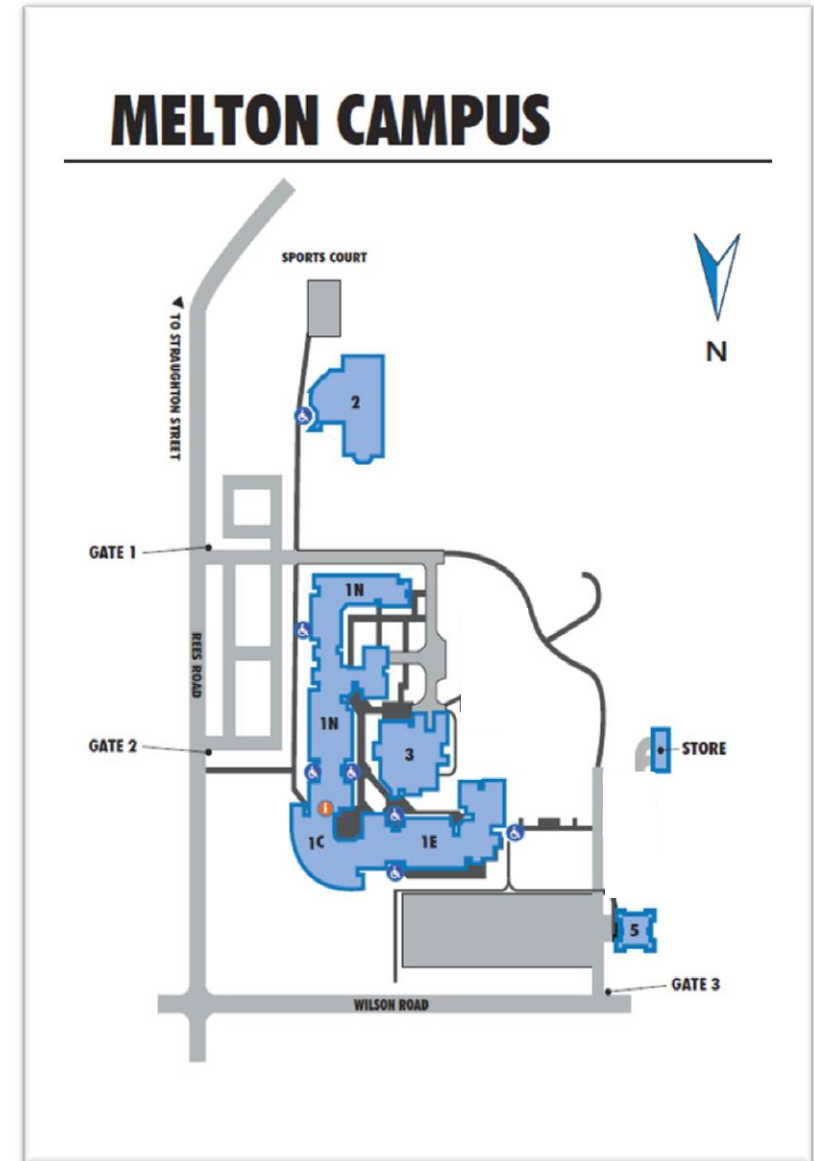 MELTON CAMPUS
SPORTS COURT
N
TO STRAUGHTON STREET
2
GATE 1
1N
REES ROAD
1N
GATE 2
3
STORE
i
1C
1E
5
GATE 3
WILSON ROAD